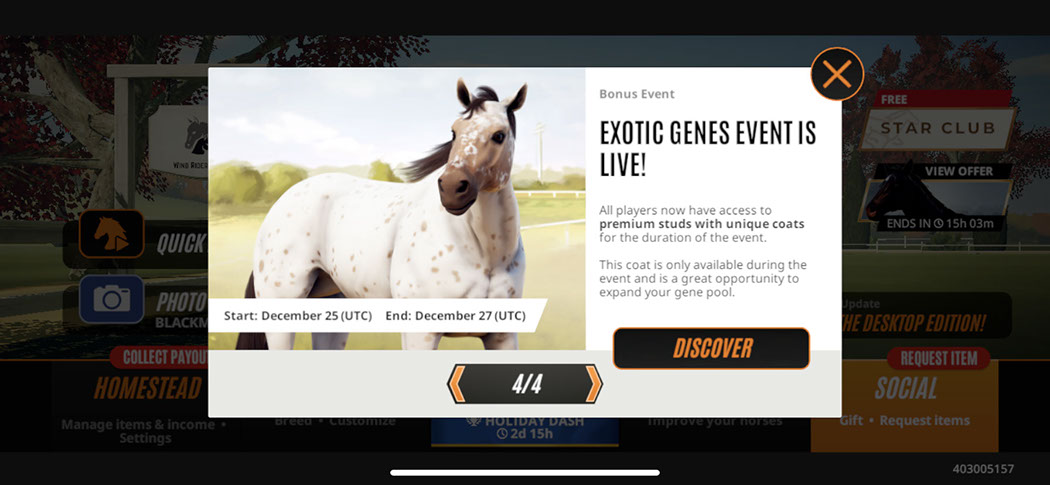 Bonus Event
EXOTIC GENES EVENT IS
LIVE!
All players now have access to
premium studs with unique coats
for the duration of the event.
This coat is only available during the
event and is a great opportunity to
expand your gene pool.
Start: December 25 (UTC) End: December 27 (UTC)
DISCOVER
4/4
FREE
STAR CLUB
VIEW OFFER
ENDS IN 15h 03m
QUICK
PHOTO
Update
THE DESKTOP EDITION!
COLLECT PAYOU
HOMESTEAD
Manage items & income •
Settings
Breed • Customize
HOLIDAY DASH
2d 15h
Improve your horses
REQUEST ITEM
SOCIAL
Gift • Request items
403005157